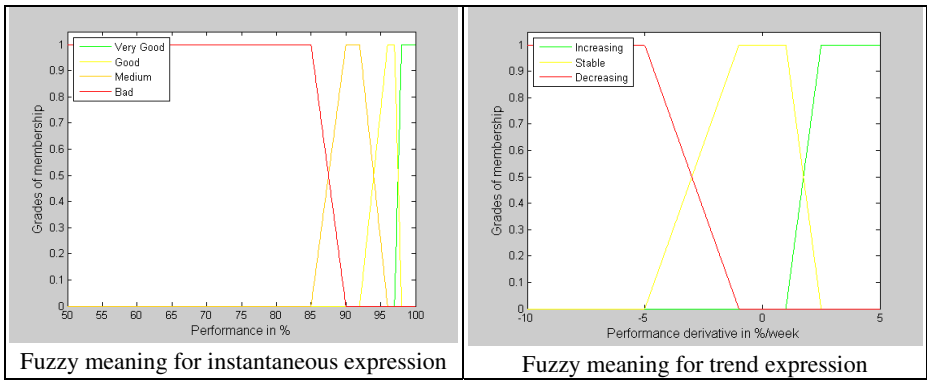 Very Good
Good
Medium
Bad
Grades of membership
1
0.9
0.8
0.7
0.6
0.5
0.4
0.3
0.2
0.1
0
50 55 60 65 70 75 80 85 90 95 100
Performance in %
Fuzzy meaning for instantaneous expression
Increasing
Stable
Decreasing
Grades of membership
1
0.9
0.8
0.7
0.6
0.5
0.4
0.3
0.2
0.1
0
-10 -5 0 5
Performance derivative in %/week
Fuzzy meaning for trend expression